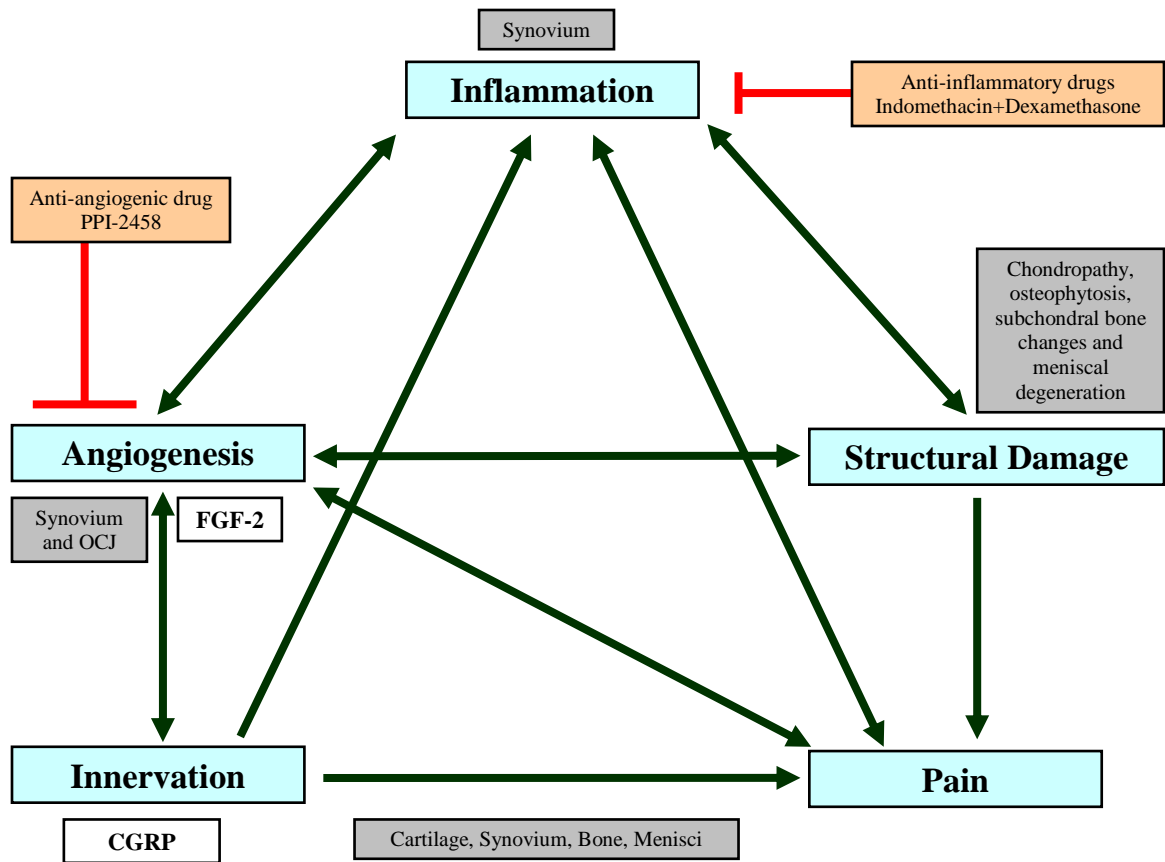 Synovium
Inflammation
Anti-inflammatory drugs
Indomethacin+Dexamethasone
Anti-angiogenic drug
PPI-2458
Chondropathy,
osteophytosis,
subchondral bone
changes and
meniscal
degeneration
Angiogenesis
Structural Damage
Synovium
and OCJ
FGF-2
Innervation
Pain
CGRP
Cartilage, Synovium, Bone, Menisci